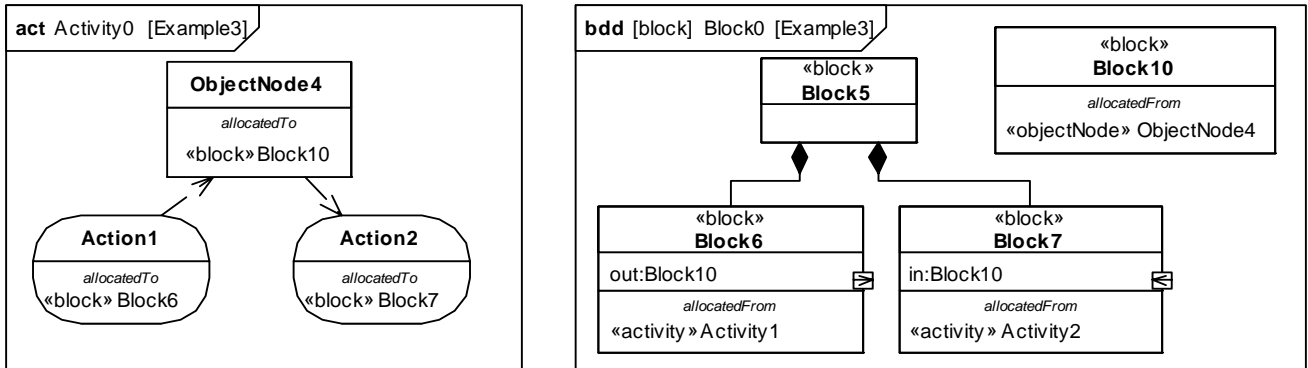 act Activity0 [Example3]
ObjectNode4
allocatedTo
«block» Block10
Action1
allocatedTo
«block» Block6
Action2
allocatedTo
«block» Block7
bdd [block] Block0 [Example3]
«block»
Block5
«block»
Block10
allocatedFrom
«objectNode» ObjectNode4
«block»
Block6
out:Block10
allocatedFrom
«activity» Activity1
«block»
Block7
in:Block10
allocatedFrom
«activity» Activity2